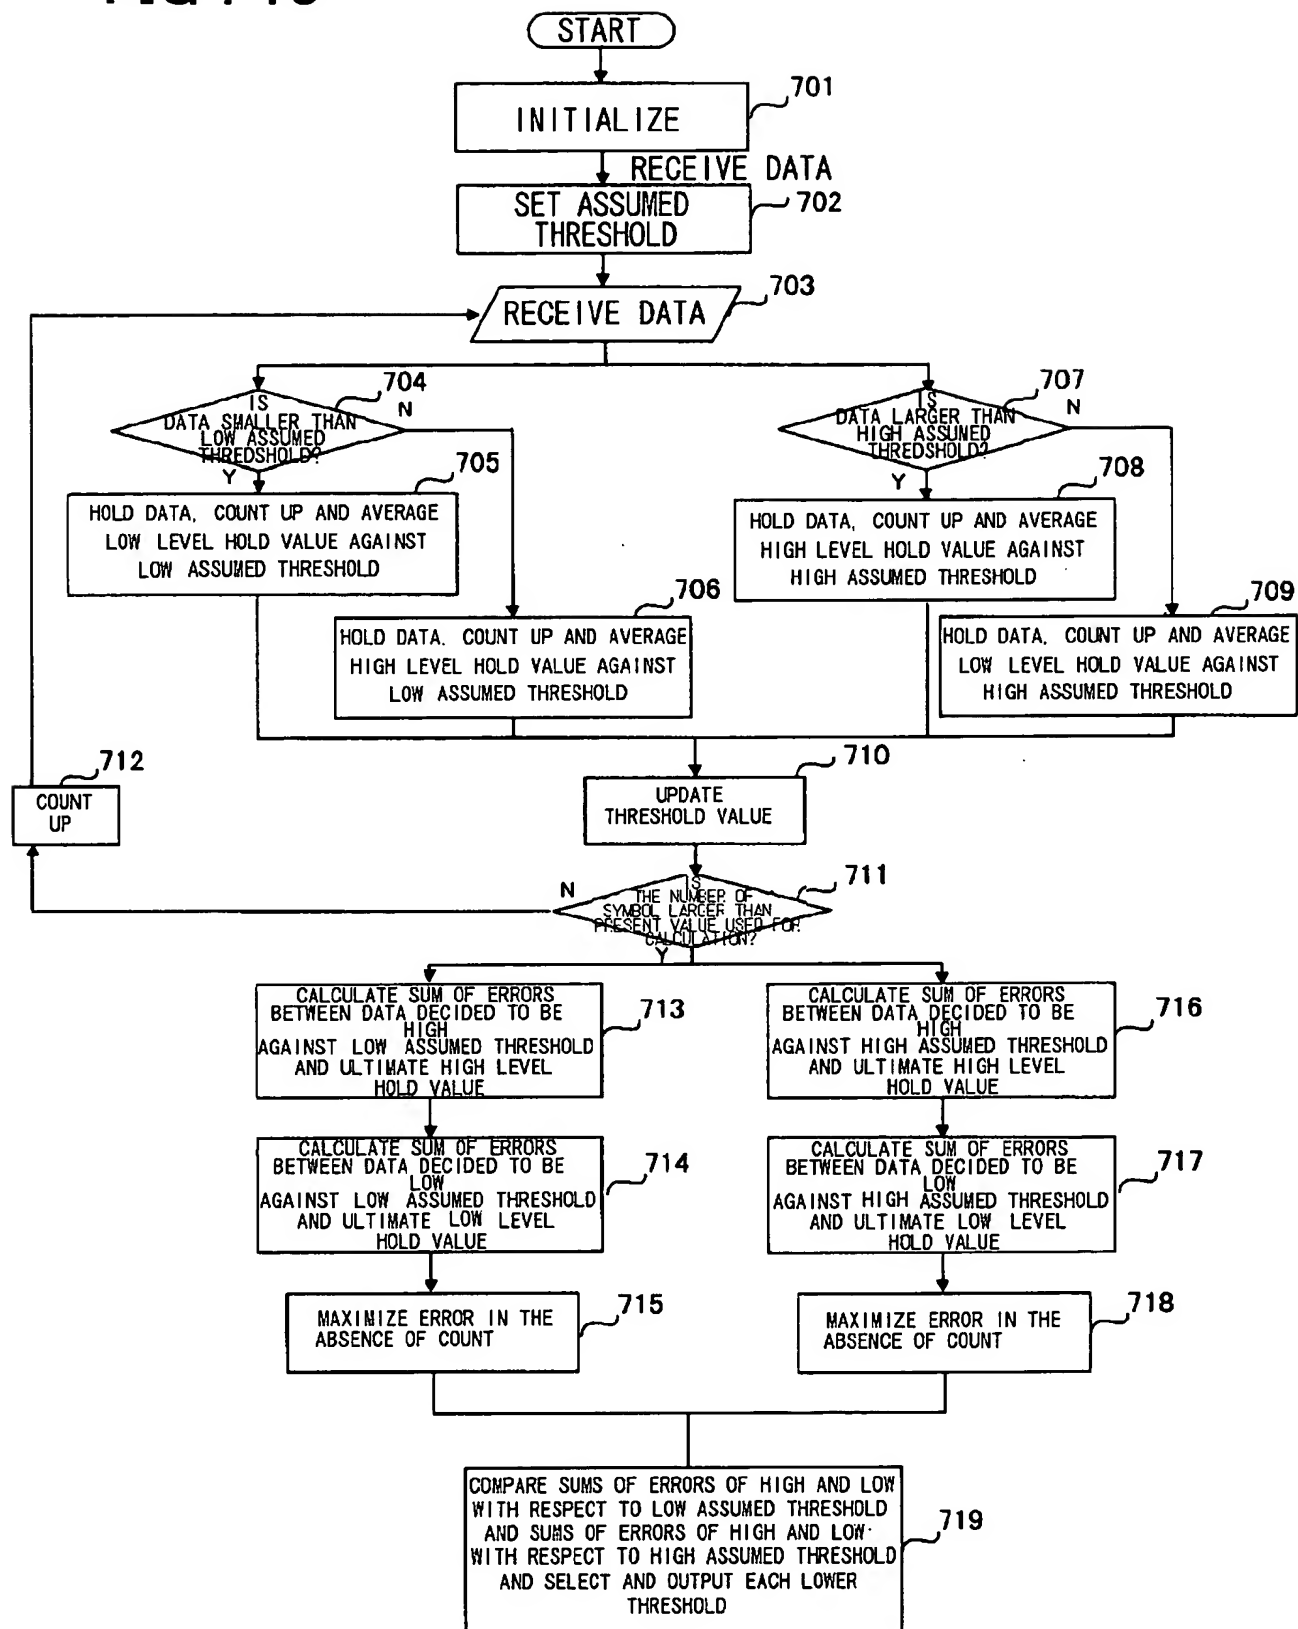 START
701
INITIALIZE
RECEIVE DATA
SET ASSUMED
THRESHOLD
702
703
RECEIVE DATA
704
IS
DATA SMALLER THAN
LOW ASSUMED
THREDSHOLD?
N
Y
707
IS
DATA LARGER THAN
HIGH ASSUMED
THREDSHOLD?
N
Y
705
HOLD DATA, COUNT UP AND AVERAGE
LOW LEVEL HOLD VALUE AGAINST
LOW ASSUMED THRESHOLD
708
HOLD DATA, COUNT UP AND AVERAGE
HIGH LEVEL HOLD VALUE AGAINST
HIGH ASSUMED THRESHOLD
706
HOLD DATA, COUNT UP AND AVERAGE
HIGH LEVEL HOLD VALUE AGAINST
LOW ASSUMED THRESHOLD
709
HOLD DATA, COUNT UP AND AVERAGE
LOW LEVEL HOLD VALUE AGAINST
HIGH ASSUMED THRESHOLD
712
COUNT
UP
710
UPDATE
THRESHOLD VALUE
711
N
IS
THE NUMBER OF
SYMBOL LARGER THAN
PRESENT VALUE USED FOR
CALCULATION?
Y
CALCULATE SUM OF ERRORS
BETWEEN DATA DECIDED TO BE
HIGH
AGAINST LOW ASSUMED THRESHOLD
AND ULTIMATE HIGH LEVEL
HOLD VALUE
713
CALCULATE SUM OF ERRORS
BETWEEN DATA DECIDED TO BE
HIGH
AGAINST HIGH ASSUMED THRESHOLD
AND ULTIMATE HIGH LEVEL
HOLD VALUE
716
CALCULATE SUM OF ERRORS
BETWEEN DATA DECIDED TO BE
LOW
AGAINST LOW ASSUMED THRESHOLD
AND ULTIMATE LOW LEVEL
HOLD VALUE
714
CALCULATE SUM OF ERRORS
BETWEEN DATA DECIDED TO BE
LOW
AGAINST HIGH ASSUMED THRESHOLD
AND ULTIMATE LOW LEVEL
HOLD VALUE
717
MAXIMIZE ERROR IN THE
ABSENCE OF COUNT
715
MAXIMIZE ERROR IN THE
ABSENCE OF COUNT
718
COMPARE SUMS OF ERRORS OF HIGH AND LOW
WITH RESPECT TO LOW ASSUMED THRESHOLD
AND SUMS OF ERRORS OF HIGH AND LOW
WITH RESPECT TO HIGH ASSUMED THRESHOLD
AND SELECT AND OUTPUT EACH LOWER
THRESHOLD
719